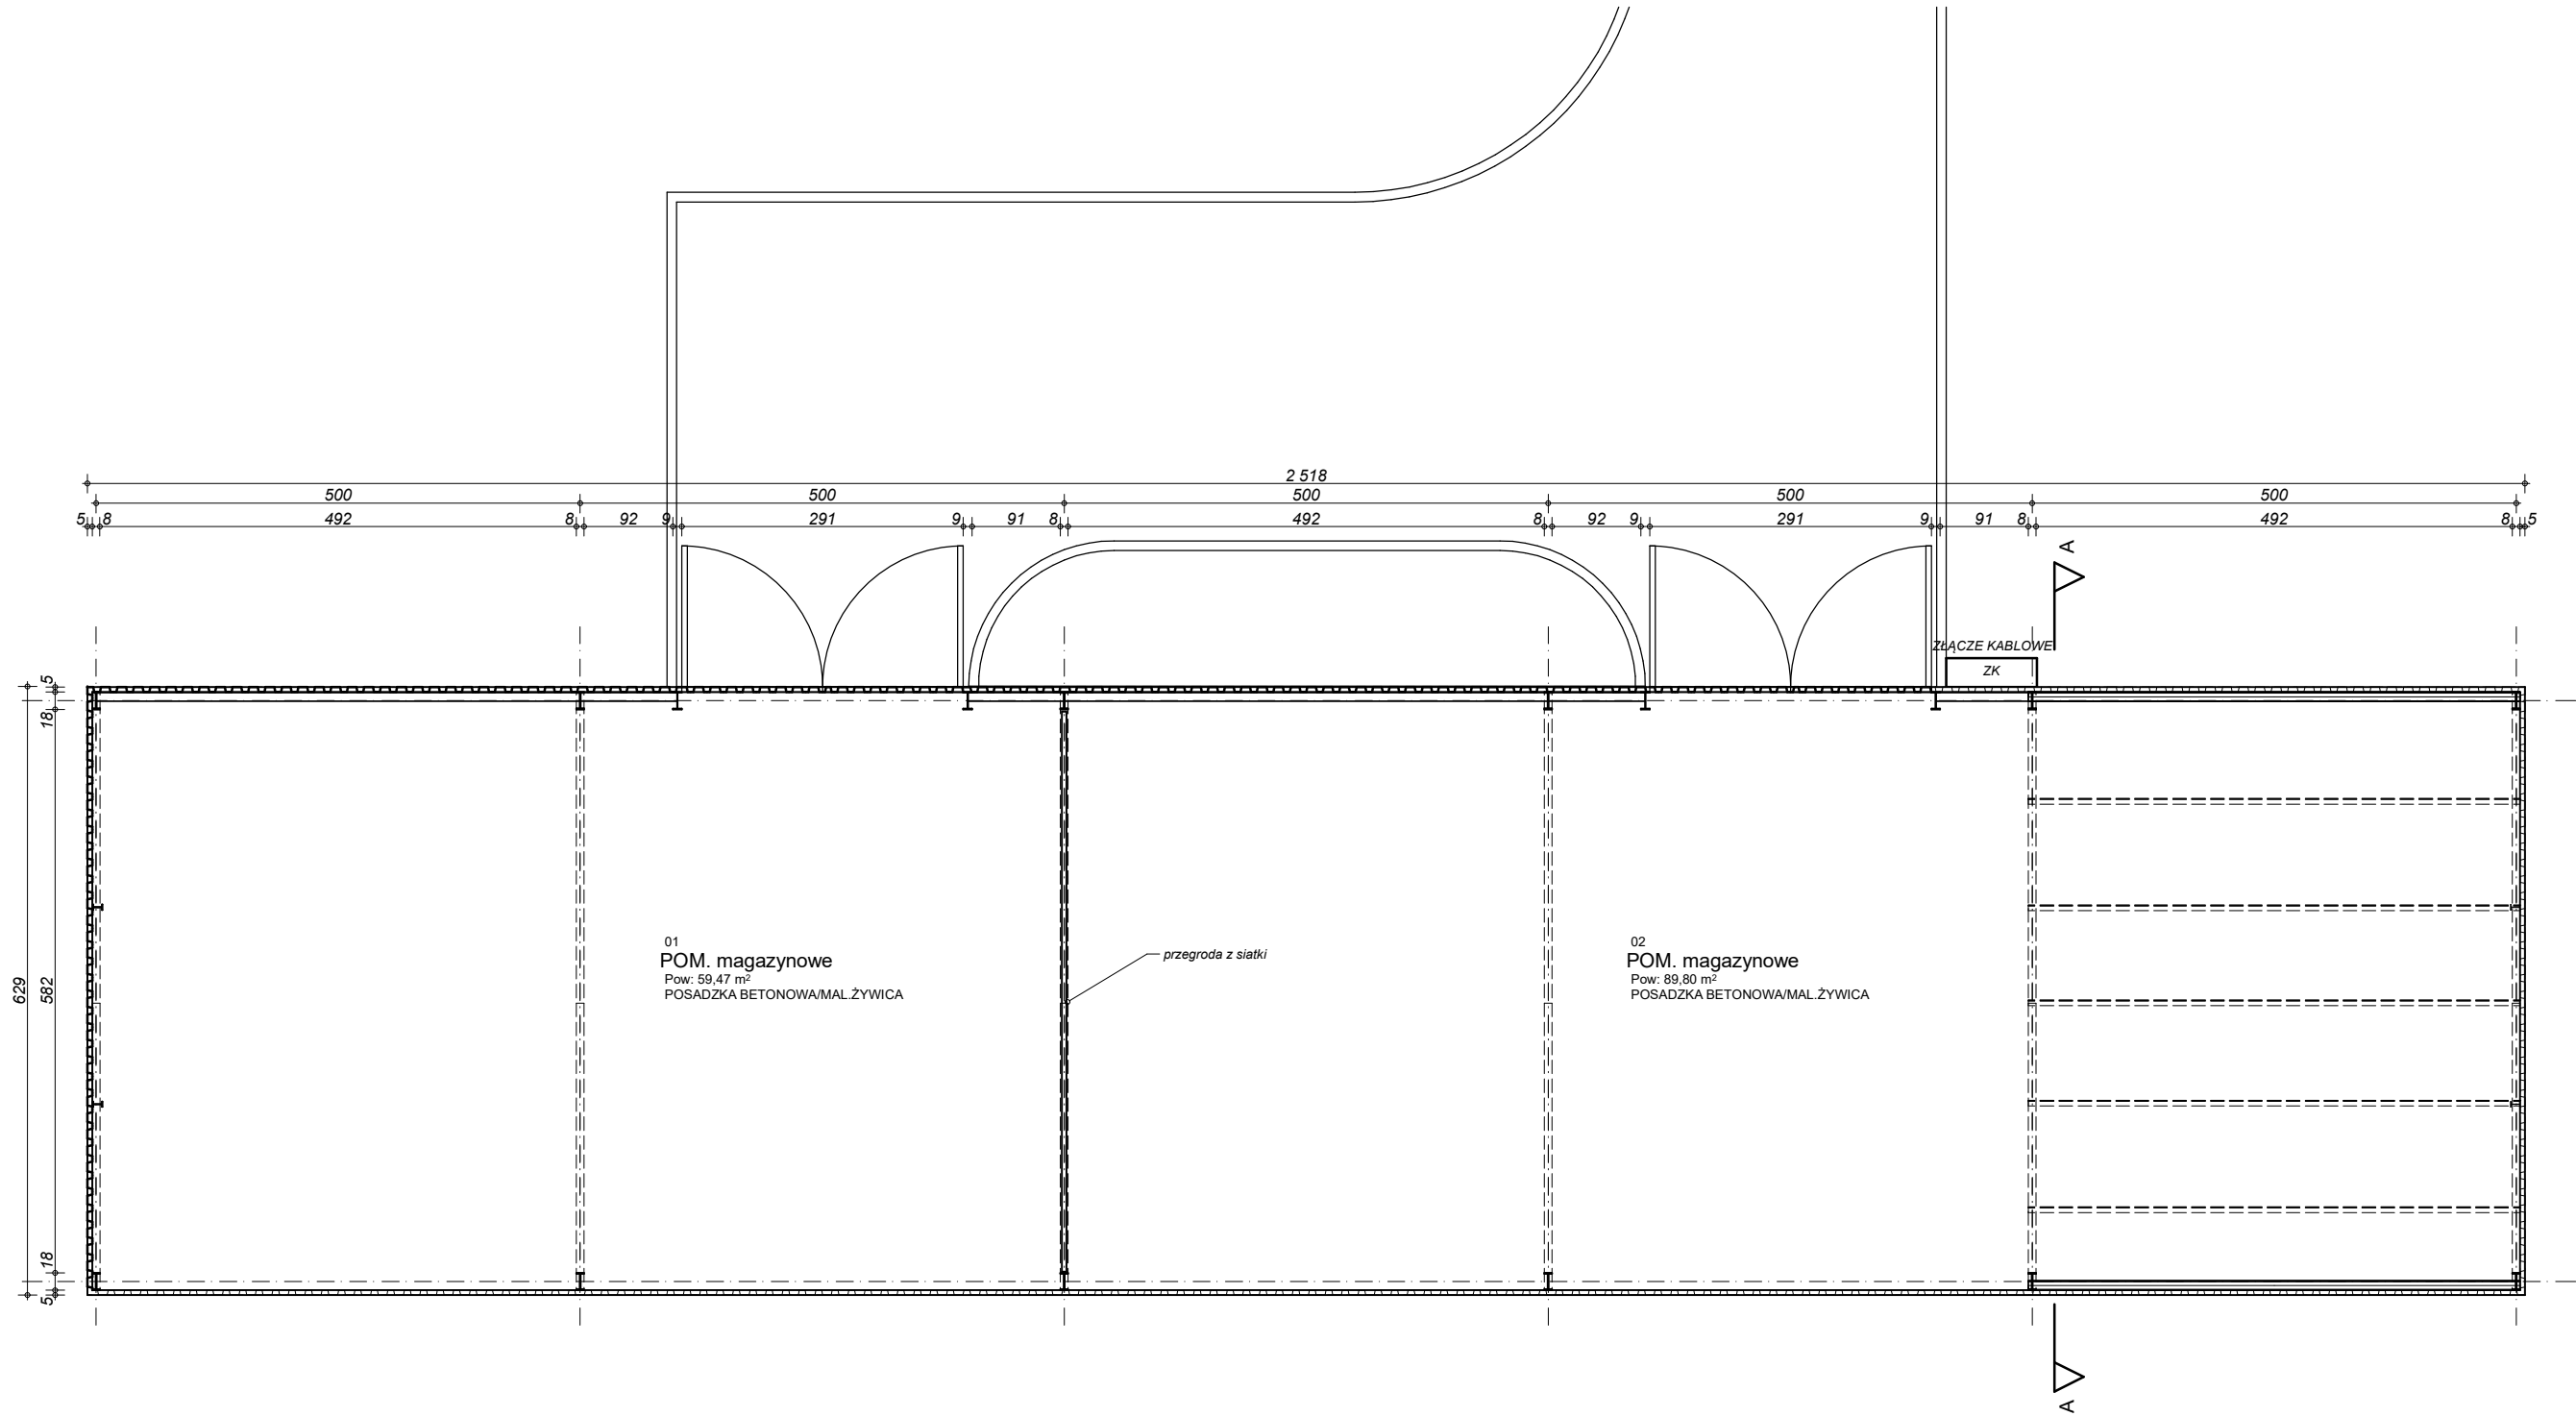 2 518
500 500 500 500 500
5 8 492 8 92 9 291 9 91 8 492 8 92 9 291 9 91 8 492 8 5
A
ZŁĄCZE KABLOWE
ZK
5
18
629
582
18
5
01
POM. magazynowe
Pow: 59,47 m²
POSADZKA BETONOWA/MAL.ŻYWICA
przegroda z siatki
02
POM. magazynowe
Pow: 89,80 m²
POSADZKA BETONOWA/MAL.ŻYWICA
A